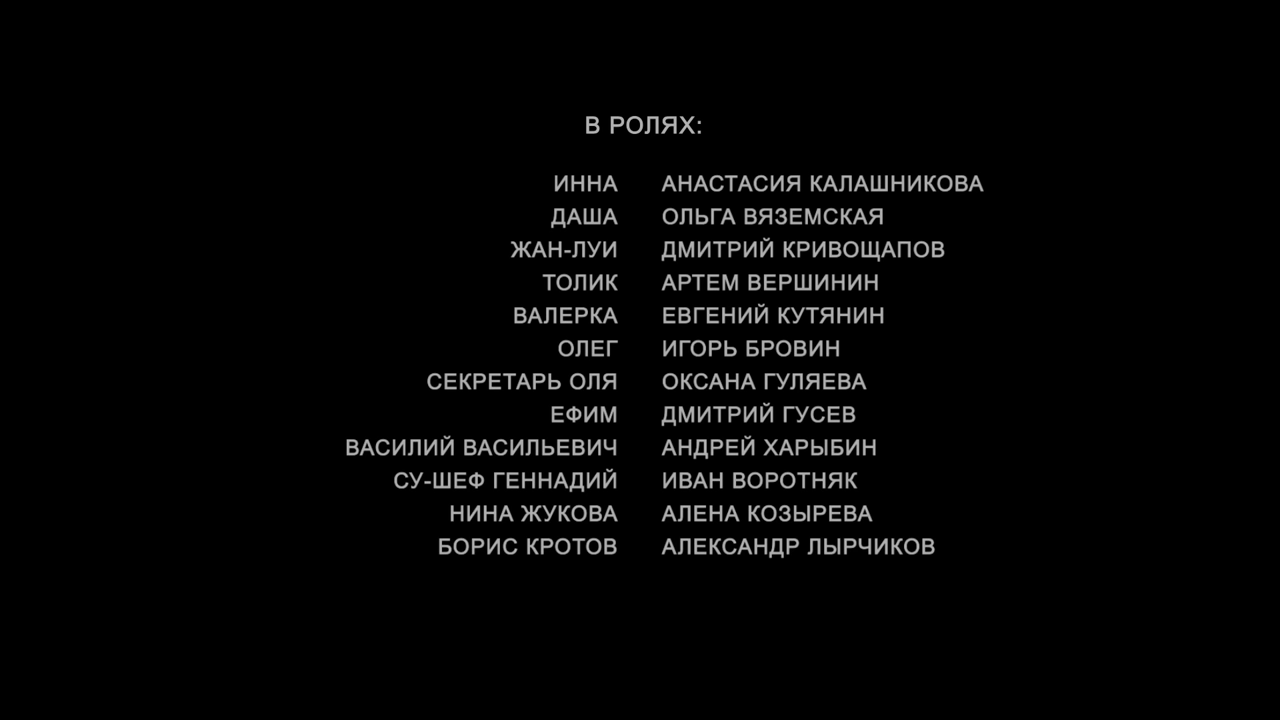 В РОЛЯХ:
ИННА АНАСТАСИЯ КАЛАШНИКОВА
ДАША ОЛЬГА ВЯЗЕМСКАЯ
ЖАН-ЛУИ ДМИТРИЙ КРИВОЩАПОВ
ТОЛИК АРТЕМ ВЕРШИНИН
ВАЛЕРКА ЕВГЕНИЙ КУТЯНИН
ОЛЕГ ИГОРЬ БРОВИН
СЕКРЕТАРЬ ОЛЯ ОКСАНА ГУЛЯЕВА
ЕФИМ ДМИТРИЙ ГУСЕВ
ВАСИЛИЙ ВАСИЛЬЕВИЧ АНДРЕЙ ХАРЫБИН
СУ-ШЕФ ГЕННАДИЙ ИВАН ВОРОТНЯК
НИНА ЖУКОВА АЛЕНА КОЗЫРЕВА
БОРИС КРОТОВ АЛЕКСАНДР ЛЫРЧИКОВ